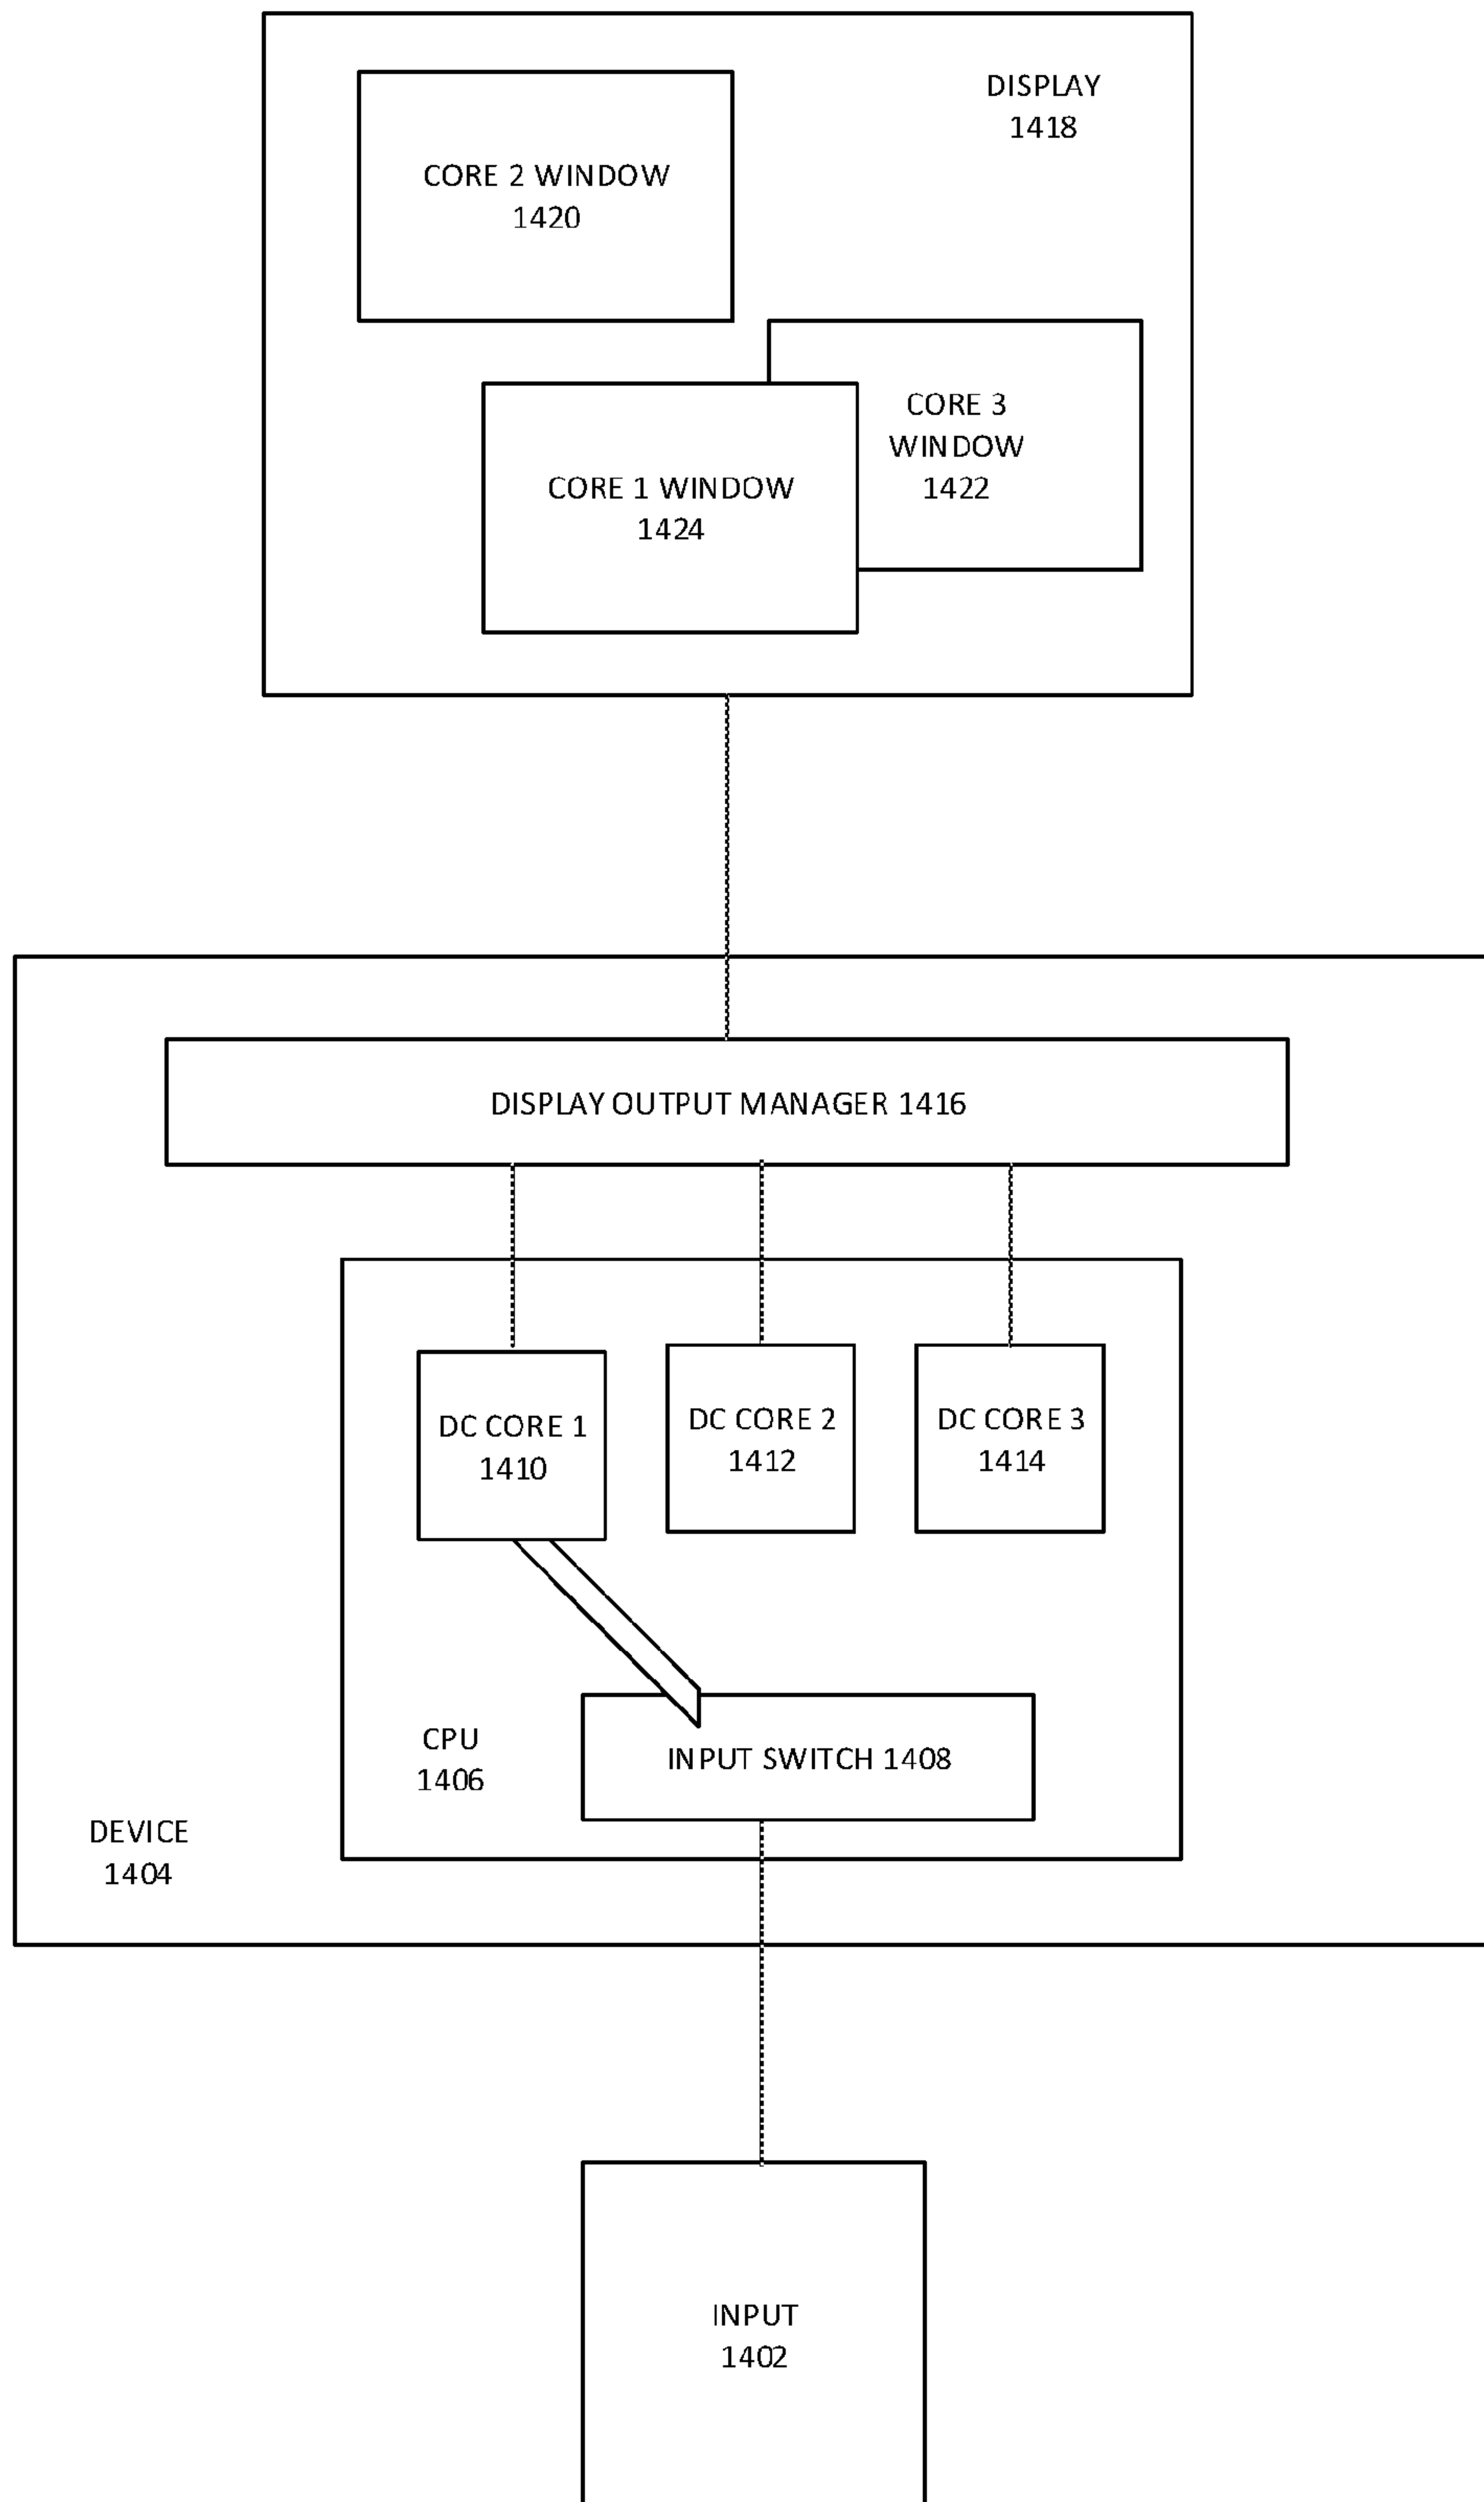 DISPLAY
1418
CORE 2 WINDOW
1420
CORE 3
WINDOW
1422
CORE 1 WINDOW
1424
DISPLAY OUTPUT MANAGER 1416
DC CORE 1
1410
DC CORE 2
1412
DC CORE 3
1414
CPU
1406
INPUT SWITCH 1408
DEVICE
1404
INPUT
1402